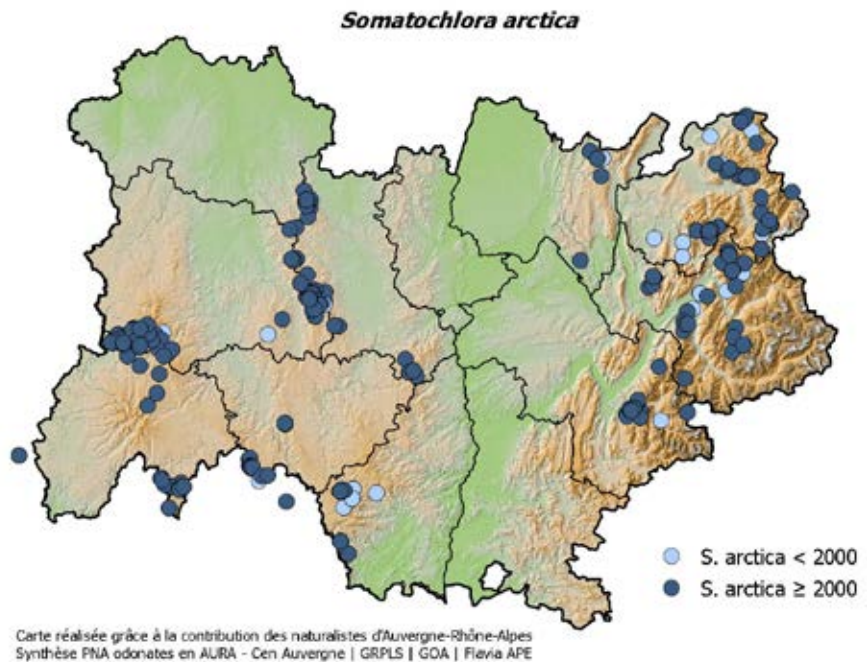 Somatochlora arctica
S. arctica < 2000
S. arctica ≥ 2000
Carte réalisée grâce à la contribution des naturalistes d'Auvergne-Rhône-Alpes
Synthèse PNA odonates en AURA - Cen Auvergne | GRPLS | GOA | Flavia APE